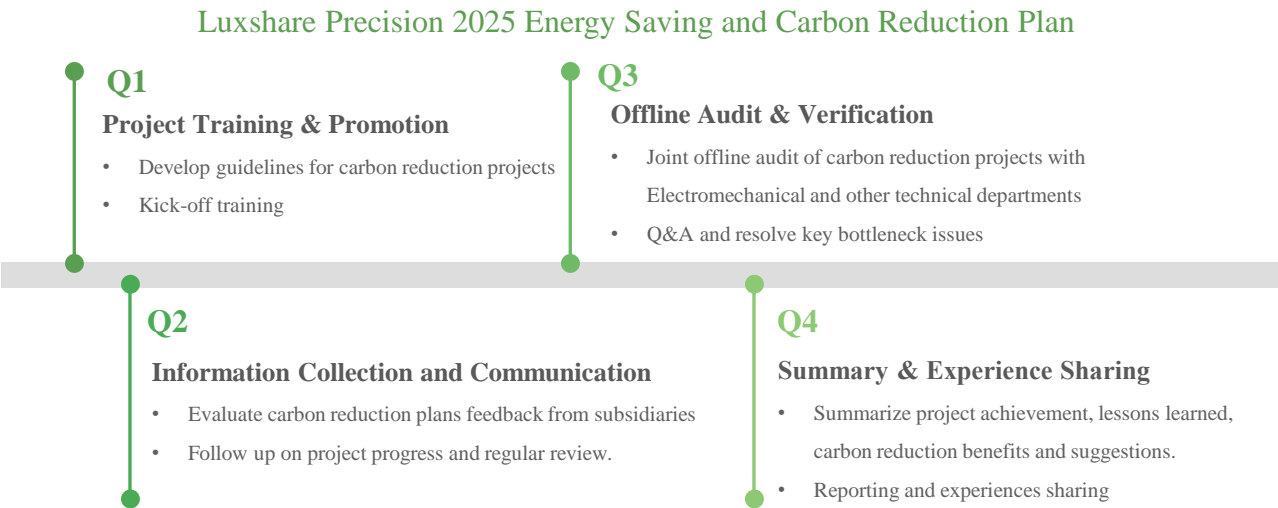 Luxshare Precision 2025 Energy Saving and Carbon Reduction Plan
Q1
Project Training & Promotion
• Develop guidelines for carbon reduction projects
• Kick-off training
Q3
Offline Audit & Verification
• Joint offline audit of carbon reduction projects with
Electromechanical and other technical departments
• Q&A and resolve key bottleneck issues
Q2
Information Collection and Communication
• Evaluate carbon reduction plans feedback from subsidiaries
• Follow up on project progress and regular review.
Q4
Summary & Experience Sharing
• Summarize project achievement, lessons learned,
carbon reduction benefits and suggestions.
• Reporting and experiences sharing